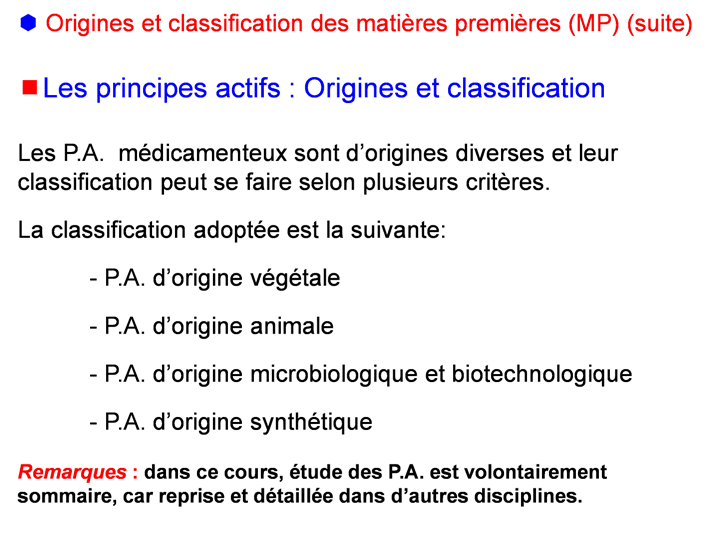 Origines et classification des matières premières (MP) (suite)
Les principes actifs : Origines et classification
Les P.A. médicamenteux sont d’origines diverses et leur
classification peut se faire selon plusieurs critères.
La classification adoptée est la suivante:
- P.A. d’origine végétale
- P.A. d’origine animale
- P.A. d’origine microbiologique et biotechnologique
- P.A. d’origine synthétique
Remarques : dans ce cours, étude des P.A. est volontairement
sommaire, car reprise et détaillée dans d’autres disciplines.